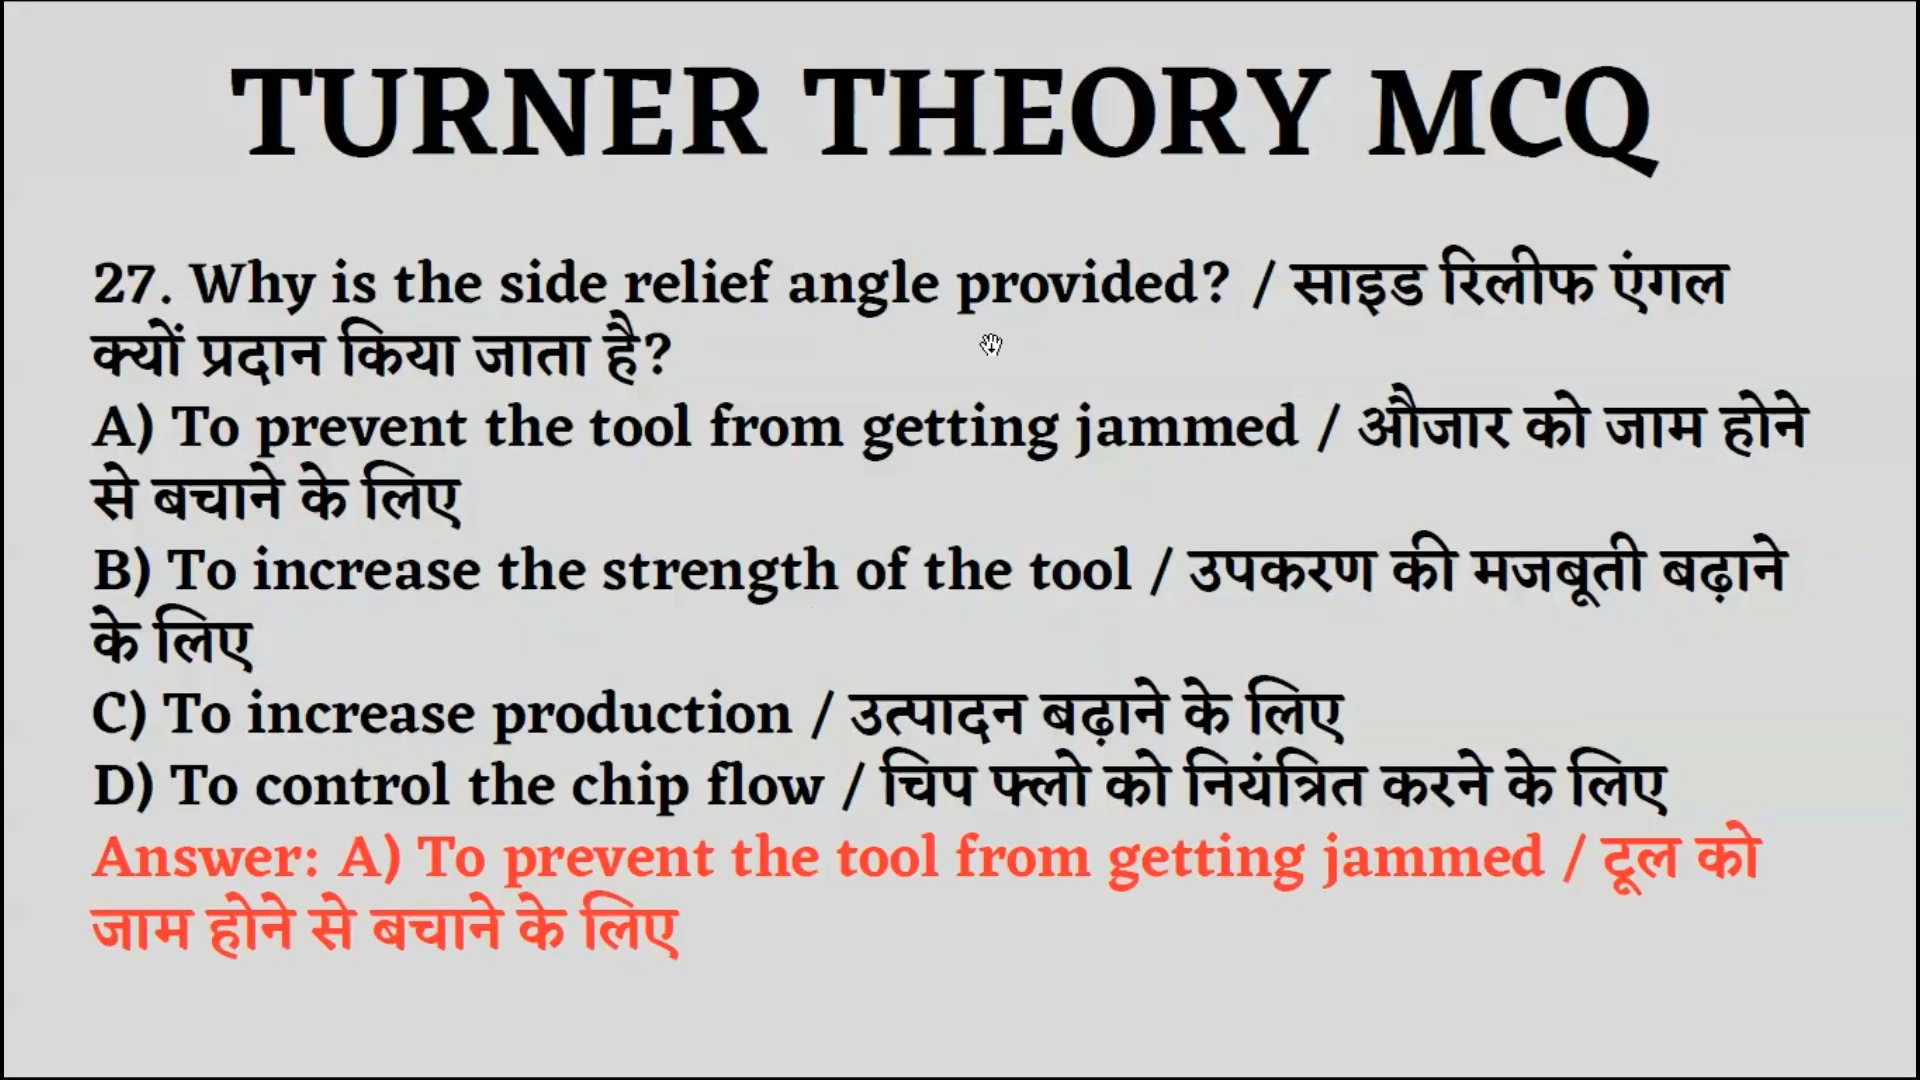 TURNER THEORY MCQ
27. Why is the side relief angle provided? / साइड रिलीफ एंगल
क्यों प्रदान किया जाता है?
A) To prevent the tool from getting jammed / औजार को जाम होने
से बचाने के लिए
B) To increase the strength of the tool / उपकरण की मजबूती बढ़ाने
के लिए
C) To increase production / उत्पादन बढ़ाने के लिए
D) To control the chip flow / चिप फ्लो को नियंत्रित करने के लिए
Answer: A) To prevent the tool from getting jammed / टूल को
जाम होने से बचाने के लिए